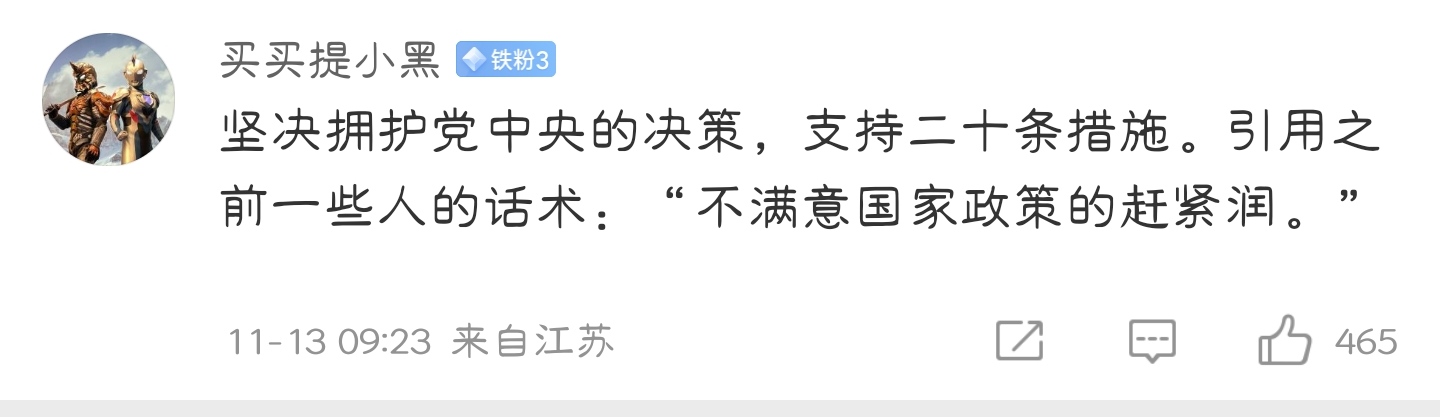 买买提小黑 铁粉3
坚决拥护党中央的决策，支持二十条措施。引用之
前一些人的话术：“不满意国家政策的赶紧润。”
11-13 09:23 来自江苏 465